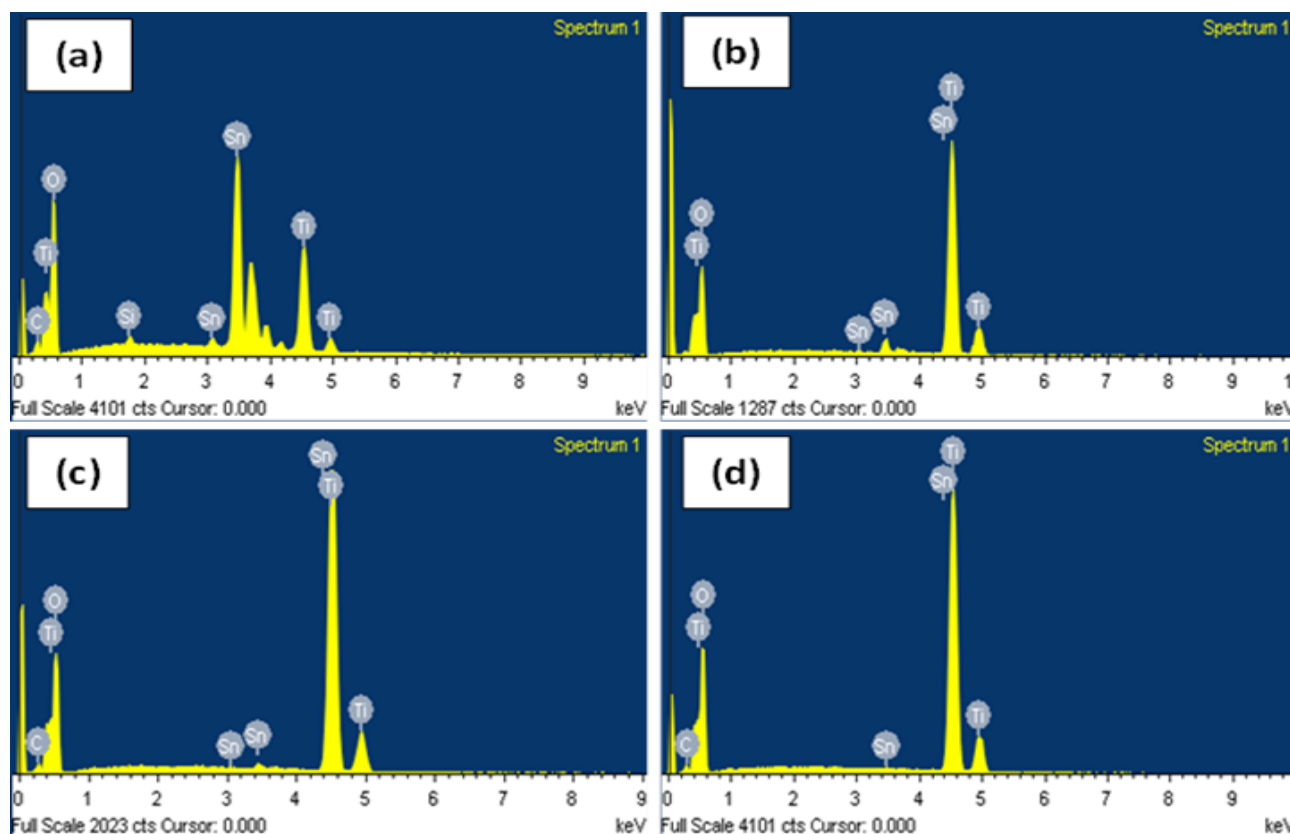 (a)
Spectrum 1
Sn
O
Ti
Ti
C
Si
Sn
Ti
0 1 2 3 4 5 6 7 8 9
Full Scale 4101 cts Cursor: 0.000 keV
(b)
Spectrum 1
Ti
Sn
O
Ti
Sn
Sn
Ti
0 1 2 3 4 5 6 7 8 9 1
Full Scale 1287 cts Cursor: 0.000 keV
(c)
Spectrum 1
Sn
Ti
O
Ti
C
Sn
Sn
Ti
0 1 2 3 4 5 6 7 8 9
Full Scale 2023 cts Cursor: 0.000 keV
(d)
Spectrum 1
Ti
Sn
O
Ti
C
Sn
Ti
0 1 2 3 4 5 6 7 8 9
Full Scale 4101 cts Cursor: 0.000 keV